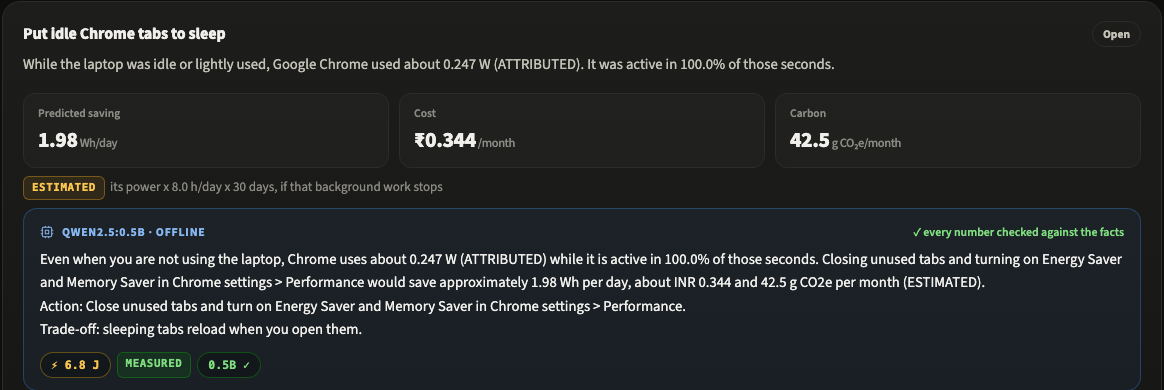 Put idle Chrome tabs to sleep
Open
While the laptop was idle or lightly used, Google Chrome used about 0.247 W (ATTRIBUTED). It was active in 100.0% of those seconds.
Predicted saving
1.98 Wh/day
Cost
₹0.344 /month
Carbon
42.5 g CO₂e/month
ESTIMATED its power x 8.0 h/day x 30 days, if that background work stops
QWEN2.5:0.5B · OFFLINE
✓ every number checked against the facts
Even when you are not using the laptop, Chrome uses about 0.247 W (ATTRIBUTED) while it is active in 100.0% of those seconds. Closing unused tabs and turning on Energy Saver
and Memory Saver in Chrome settings > Performance would save approximately 1.98 Wh per day, about INR 0.344 and 42.5 g CO2e per month (ESTIMATED).
Action: Close unused tabs and turn on Energy Saver and Memory Saver in Chrome settings > Performance.
Trade-off: sleeping tabs reload when you open them.
⚡ 6.8 J MEASURED 0.5B ✓